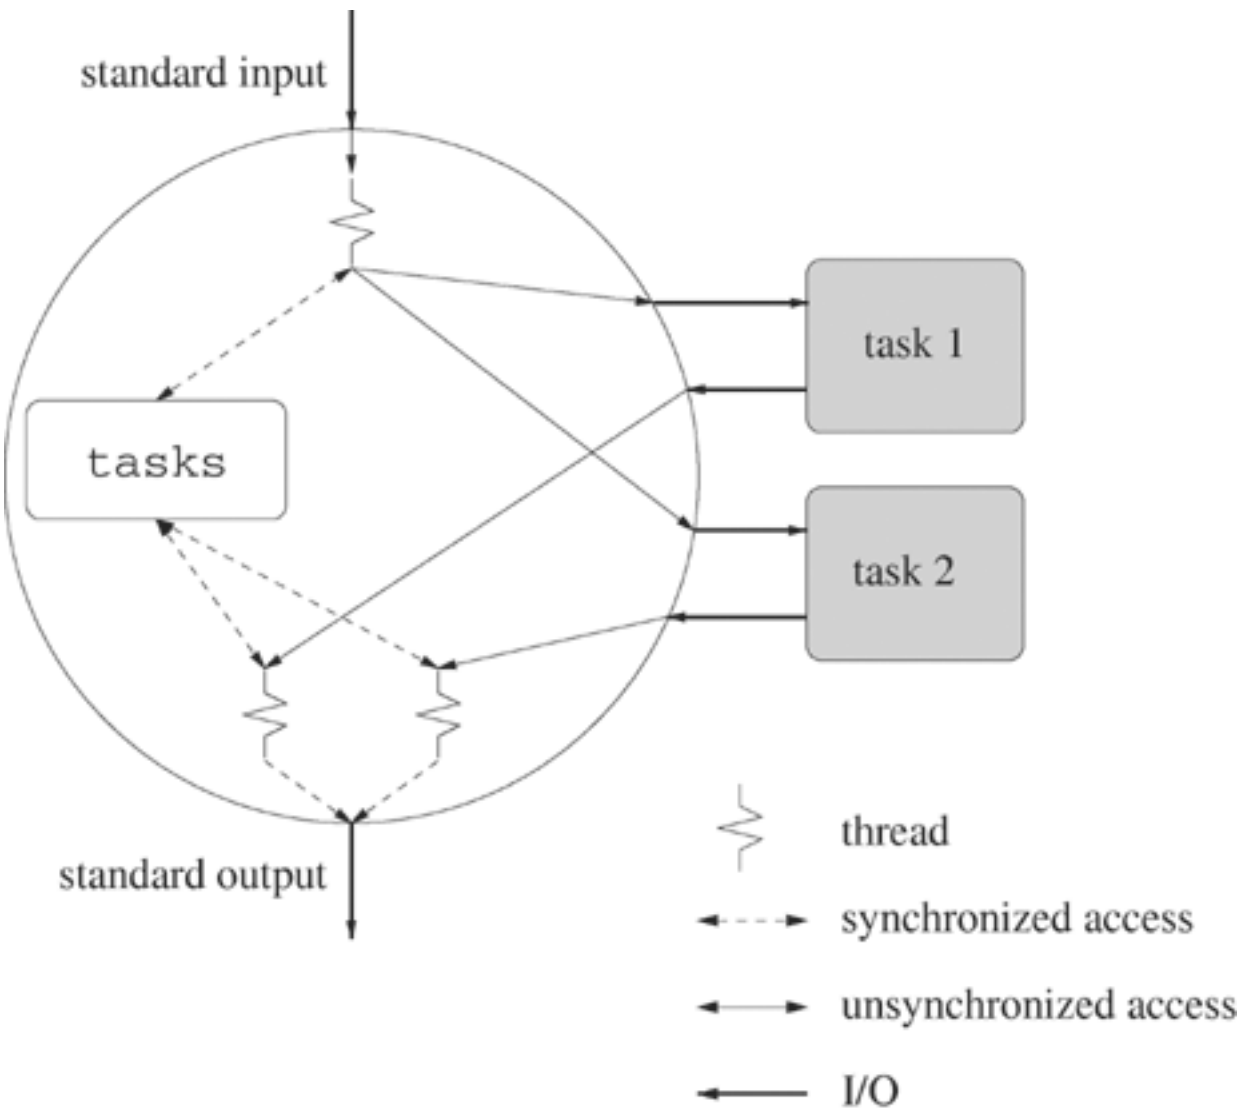 standard input
task 1
tasks
task 2
thread
standard output
synchronized access
unsynchronized access
I/O